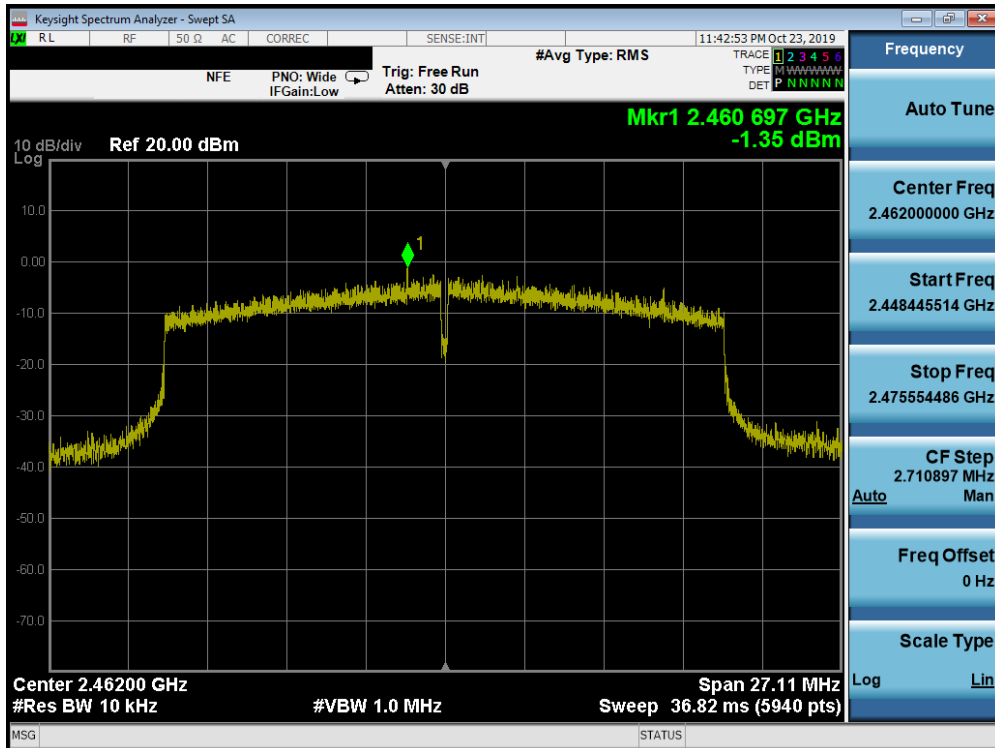 Keysight Spectrum Analyzer - Swept SA
LXI RL RF 50 Ω AC CORREC SENSE:INT 11:42:53 PM Oct 23, 2019
NFE PNO: Wide Trig: Free Run #Avg Type: RMS TRACE 1 2 3 4 5 6
IFGain:Low Atten: 30 dB TYPE M WWWWW
DET P N N N N N
Mkr1 2.460 697 GHz
-1.35 dBm
10 dB/div Ref 20.00 dBm
Log
10.0
0.00
-10.0
-20.0
-30.0
-40.0
-50.0
-60.0
-70.0
1
Center 2.46200 GHz Span 27.11 MHz
#Res BW 10 kHz #VBW 1.0 MHz Sweep 36.82 ms (5940 pts)
MSG STATUS
Frequency
Auto Tune
Center Freq
2.462000000 GHz
Start Freq
2.448445514 GHz
Stop Freq
2.475554486 GHz
CF Step
2.710897 MHz
Auto Man
Freq Offset
0 Hz
Scale Type
Log Lin